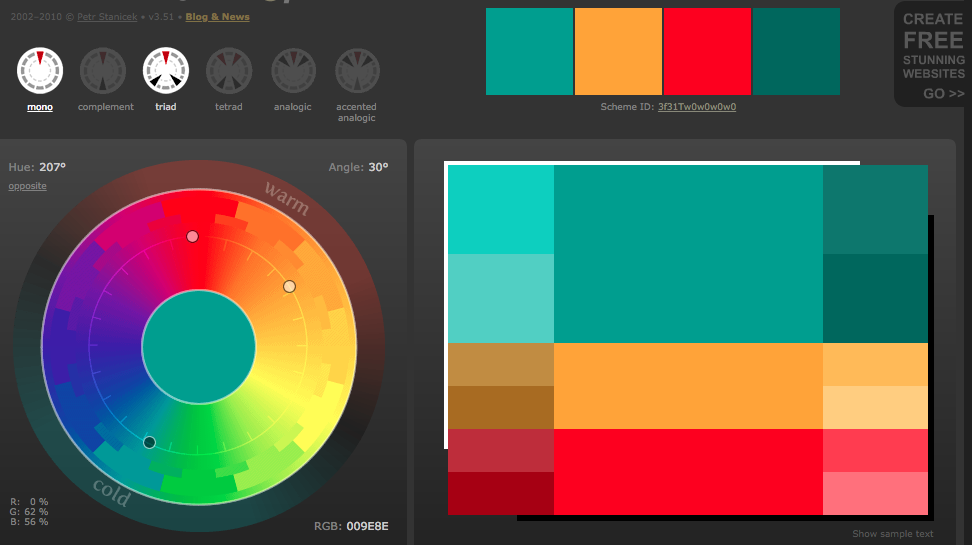 2002–2010 © Petr Stanicek • v3.51 • Blog & News
mono
complement
triad
tetrad
analogic
accented
analogic
Scheme ID: 3f31Tw0w0w0w0
CREATE
FREE
STUNNING
WEBSITES
GO >>
Hue: 207°
Angle: 30°
opposite
warm
cold
R: 0 %
G: 62 %
B: 56 %
RGB: 009E8E
Show sample text